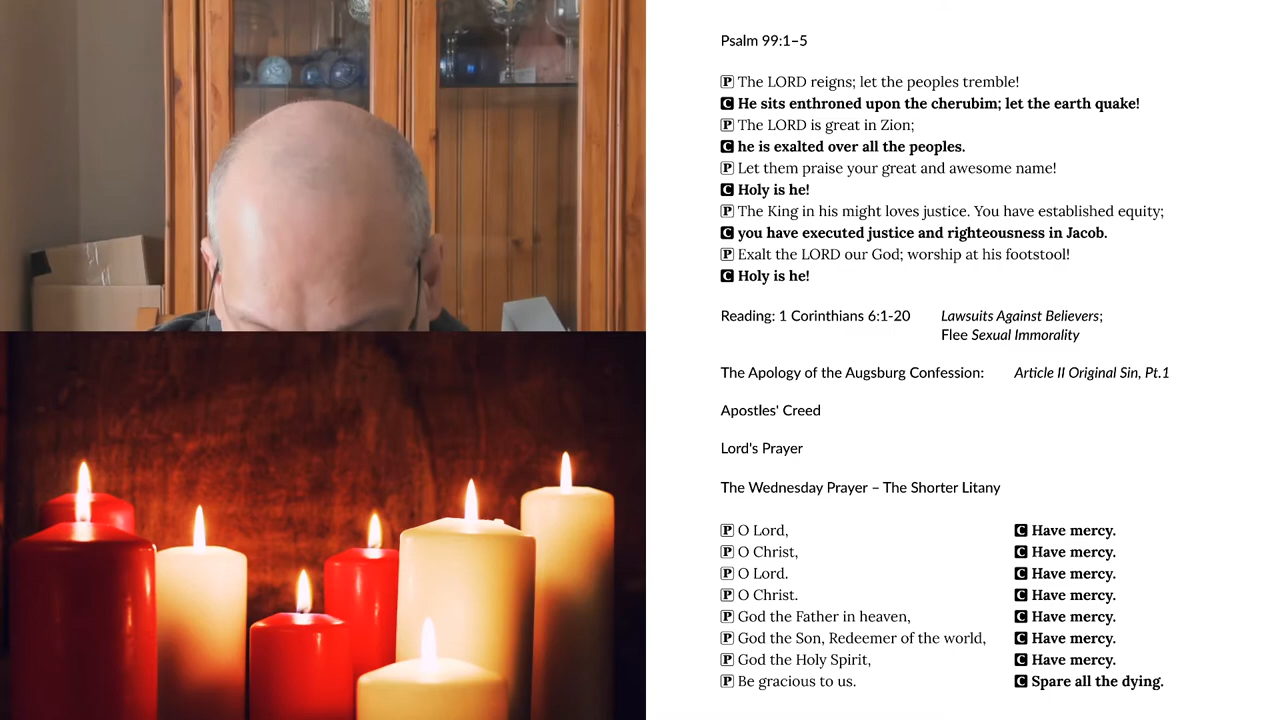 Psalm 99:1–5
P The LORD reigns; let the peoples tremble!
C He sits enthroned upon the cherubim; let the earth quake!
P The LORD is great in Zion;
C he is exalted over all the peoples.
P Let them praise your great and awesome name!
C Holy is he!
P The King in his might loves justice. You have established equity;
C you have executed justice and righteousness in Jacob.
P Exalt the LORD our God; worship at his footstool!
C Holy is he!
Reading: 1 Corinthians 6:1-20 Lawsuits Against Believers;
Flee Sexual Immorality
The Apology of the Augsburg Confession: Article II Original Sin, Pt.1
Apostles' Creed
Lord's Prayer
The Wednesday Prayer – The Shorter Litany
P O Lord, C Have mercy.
P O Christ, C Have mercy.
P O Lord. C Have mercy.
P O Christ. C Have mercy.
P God the Father in heaven, C Have mercy.
P God the Son, Redeemer of the world, C Have mercy.
P God the Holy Spirit, C Have mercy.
P Be gracious to us. C Spare all the dying.